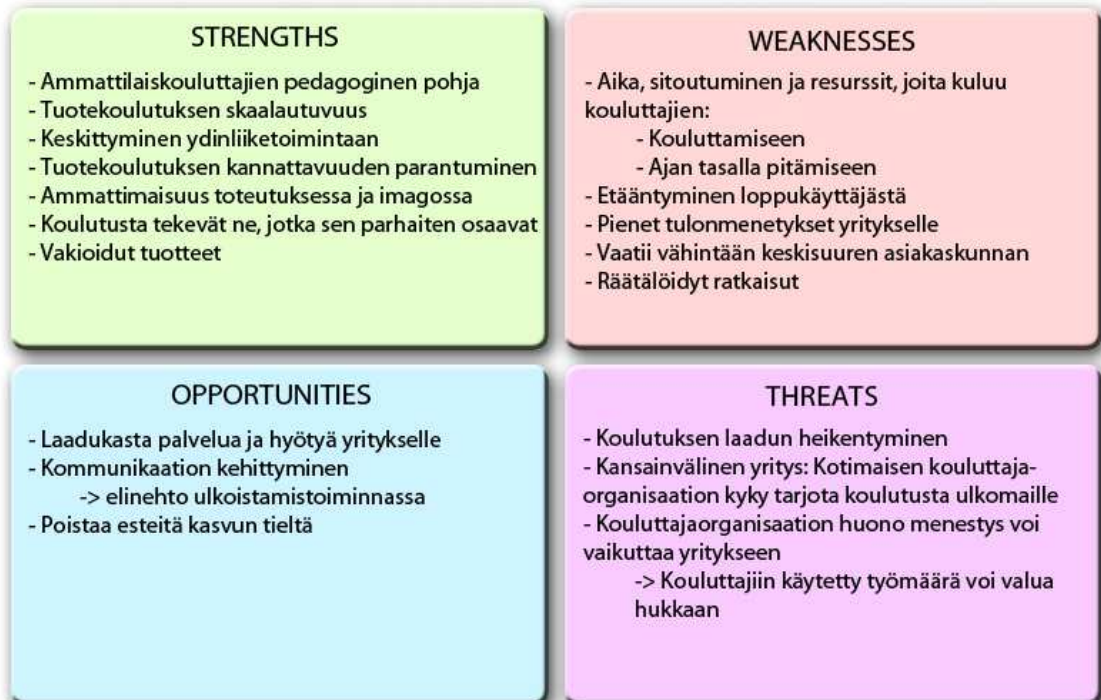 STRENGTHS
- Ammattilaiskouluttajien pedagoginen pohja
- Tuotekoulutuksen skaalautuvuus
- Keskittyminen ydinliiketoimintaan
- Tuotekoulutuksen kannattavuuden parantuminen
- Ammattimaisuus toteutuksessa ja imagossa
- Koulutusta tekevät ne, jotka sen parhaiten osaavat
- Vakioidut tuotteet
WEAKNESSES
- Aika, sitoutuminen ja resurssit, joita kuluu
kouluttajien:
- Kouluttamiseen
- Ajan tasalla pitämiseen
- Etääntyminen loppukäyttäjästä
- Pienet tulonmenetykset yritykselle
- Vaatii vähintään keskisuuren asiakaskunnan
- Räätälöidyt ratkaisut
OPPORTUNITIES
- Laadukasta palvelua ja hyötyä yritykselle
- Kommunikaation kehittyminen
-> elinehto ulkoistamistoiminnassa
- Poistaa esteitä kasvun tieltä
THREATS
- Koulutuksen laadun heikentyminen
- Kansainvälinen yritys: Kotimaisen kouluttaja-
organisaation kyky tarjota koulutusta ulkomaille
- Kouluttajaorganisaation huono menestys voi
vaikuttaa yritykseen
-> Kouluttajiin käytetty työmäärä voi valua
hukkaan